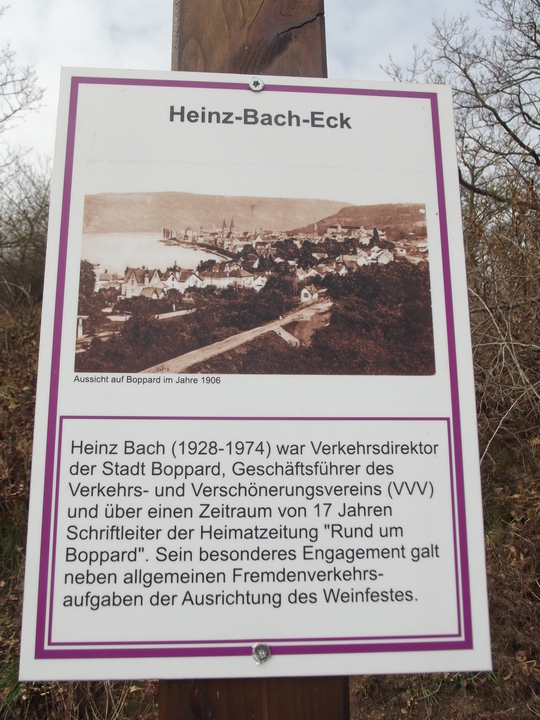 Heinz-Bach-Eck
Aussicht auf Boppard im Jahre 1906
Heinz Bach (1928-1974) war Verkehrsdirektor
der Stadt Boppard, Geschäftsführer des
Verkehrs- und Verschönerungsvereins (VVV)
und über einen Zeitraum von 17 Jahren
Schriftleiter der Heimatzeitung "Rund um
Boppard". Sein besonderes Engagement galt
neben allgemeinen Fremdenverkehrs-
aufgaben der Ausrichtung des Weinfestes.